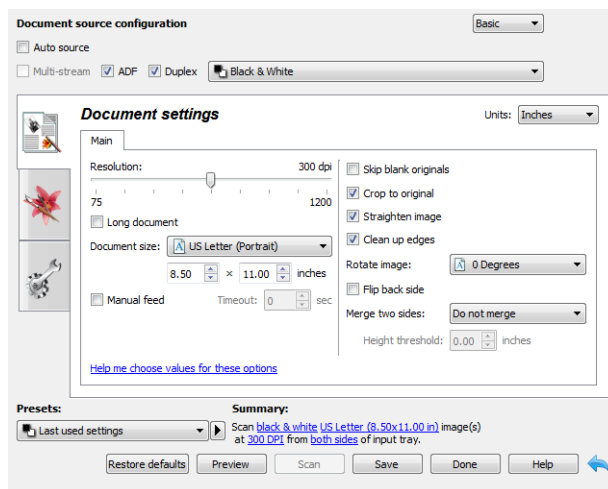 Document source configuration
Basic
Auto source
Multi-stream ADF Duplex Black & White
Document settings
Units: Inches
Main
Resolution: 300 dpi
75 1200
Long document
Document size: A US Letter (Portrait)
8.50 × 11.00 inches
Manual feed Timeout: 0 sec
Help me choose values for these options
Skip blank originals
Crop to original
Straighten image
Clean up edges
Rotate image: A 0 Degrees
Flip back side
Merge two sides: Do not merge
Height threshold: 0.00 inches
Presets:
Last used settings
Summary:
Scan black & white US Letter (8.50x11.00 in) image(s)
at 300 DPI from both sides of input tray.
Restore defaults Preview Scan Save Done Help